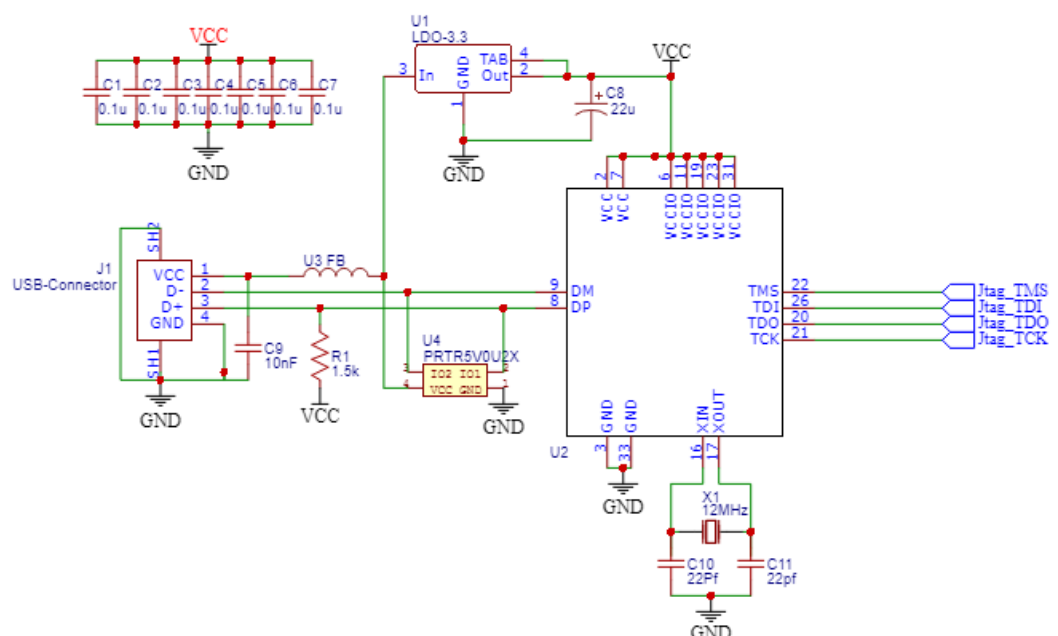 VCC
C1 C2 C3 C4 C5 C6 C7
0.1u 0.1u 0.1u 0.1u 0.1u 0.1u 0.1u
GND
U1
LDO-3.3
3 In
GND
1
TAB 4
Out 2
GND
+
C8
22u
VCC
2 7 6 11 19 23 31
VCC VCC VCCIO VCCIO VCCIO VCCIO VCCIO
J1
USB-Connector
SH2
VCC 1
D- 2
D+ 3
GND 4
SH1
GND
C9
10nF
U3 FB
R1
1.5k
VCC
U4
PRTR5V0U2X
3 IO2 IO1 2
4 VCC GND 1
GND
9 DM
8 DP
TMS 22 Jtag_TMS
TDI 26 Jtag_TDI
TDO 20 Jtag_TDO
TCK 21 Jtag_TCK
GND GND
3 33
U2
GND
XIN XOUT
16 17
X1
12MHz
C10
22Pf
C11
22pf
GND